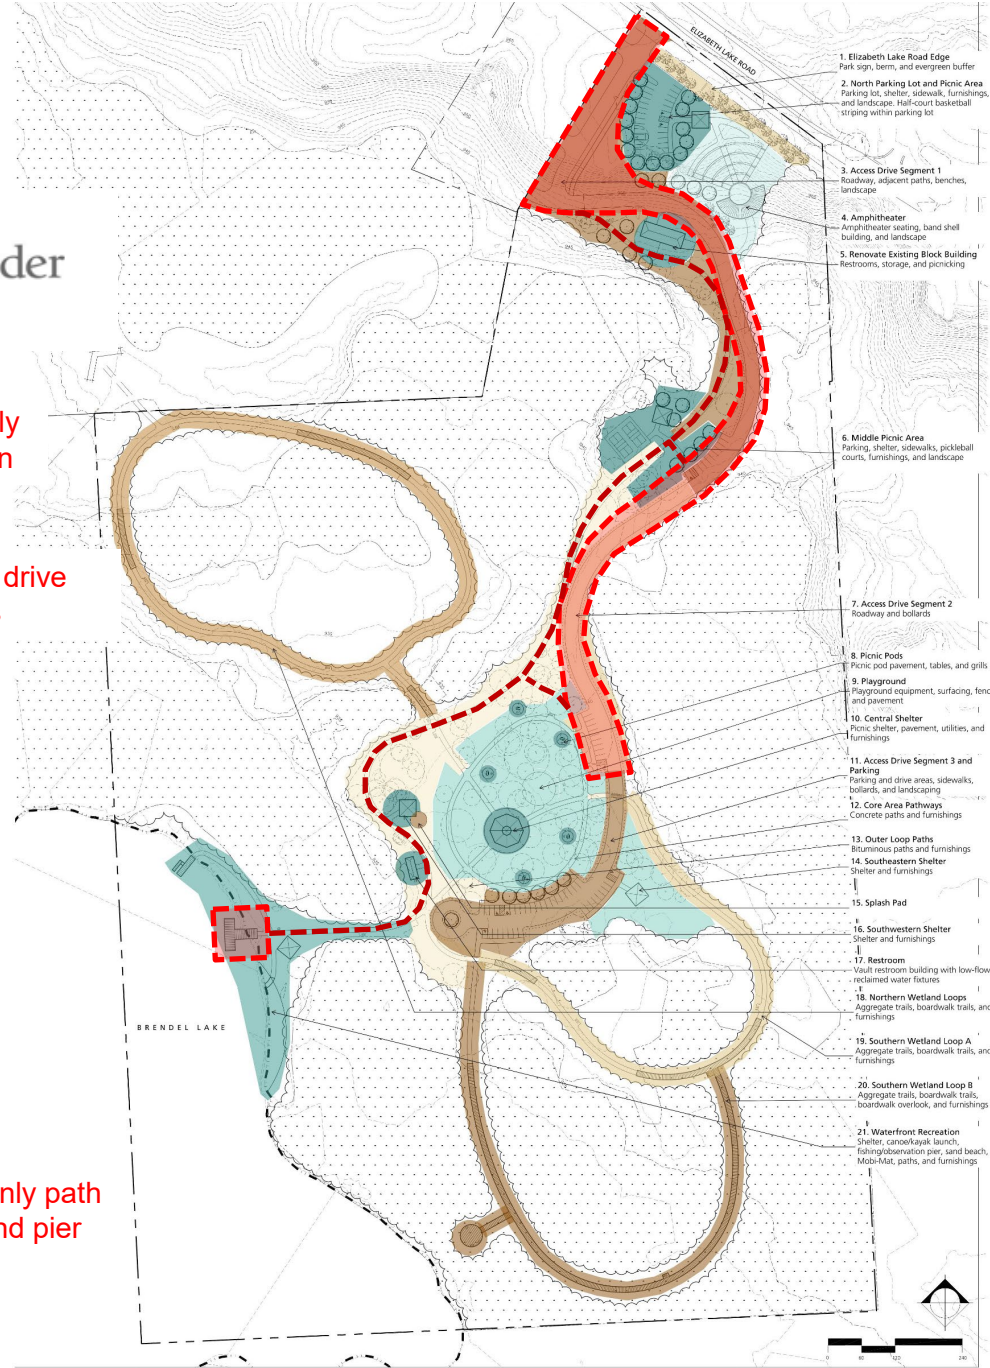 ELIZABETH LAKE ROAD
1. Elizabeth Lake Road Edge
Park sign, berm, and evergreen buffer
2. North Parking Lot and Picnic Area
Parking lot, shelter, sidewalk, furnishings,
and landscape. Half-court basketball
striping within parking lot
3. Access Drive Segment 1
Roadway, adjacent paths, benches,
landscape
4. Amphitheater
Amphitheater seating, band shell
building, and landscape
5. Renovate Existing Block Building
Restrooms, storage, and picnicking
der
ly
n
6. Middle Picnic Area
Parking, shelter, sidewalks, pickleball
courts, furnishings, and landscape
drive
7. Access Drive Segment 2
Roadway and bollards
8. Picnic Pods
Picnic pod pavement, tables, and grills
9. Playground
Playground equipment, surfacing, fenc
and pavement
10. Central Shelter
Picnic shelter, pavement, utilities, and
furnishings
11. Access Drive Segment 3 and
Parking
Parking and drive areas, sidewalks,
bollards, and landscaping
12. Core Area Pathways
Concrete paths and furnishings
13. Outer Loop Paths
Bituminous paths and furnishings
14. Southeastern Shelter
Shelter and furnishings
15. Splash Pad
16. Southwestern Shelter
Shelter and furnishings
17. Restroom
Vault restroom building with low-flow
reclaimed water fixtures
18. Northern Wetland Loops
Aggregate trails, boardwalk trails, and
furnishings
19. Southern Wetland Loop A
Aggregate trails, boardwalk trails, and
furnishings
20. Southern Wetland Loop B
Aggregate trails, boardwalk trails,
boardwalk overlook, and furnishings
21. Waterfront Recreation
Shelter, canoe/kayak launch,
fishing/observation pier, sand beach,
Mobi-Mat, paths, and furnishings
BRENDEL LAKE
nly path
nd pier
0 60 120 240